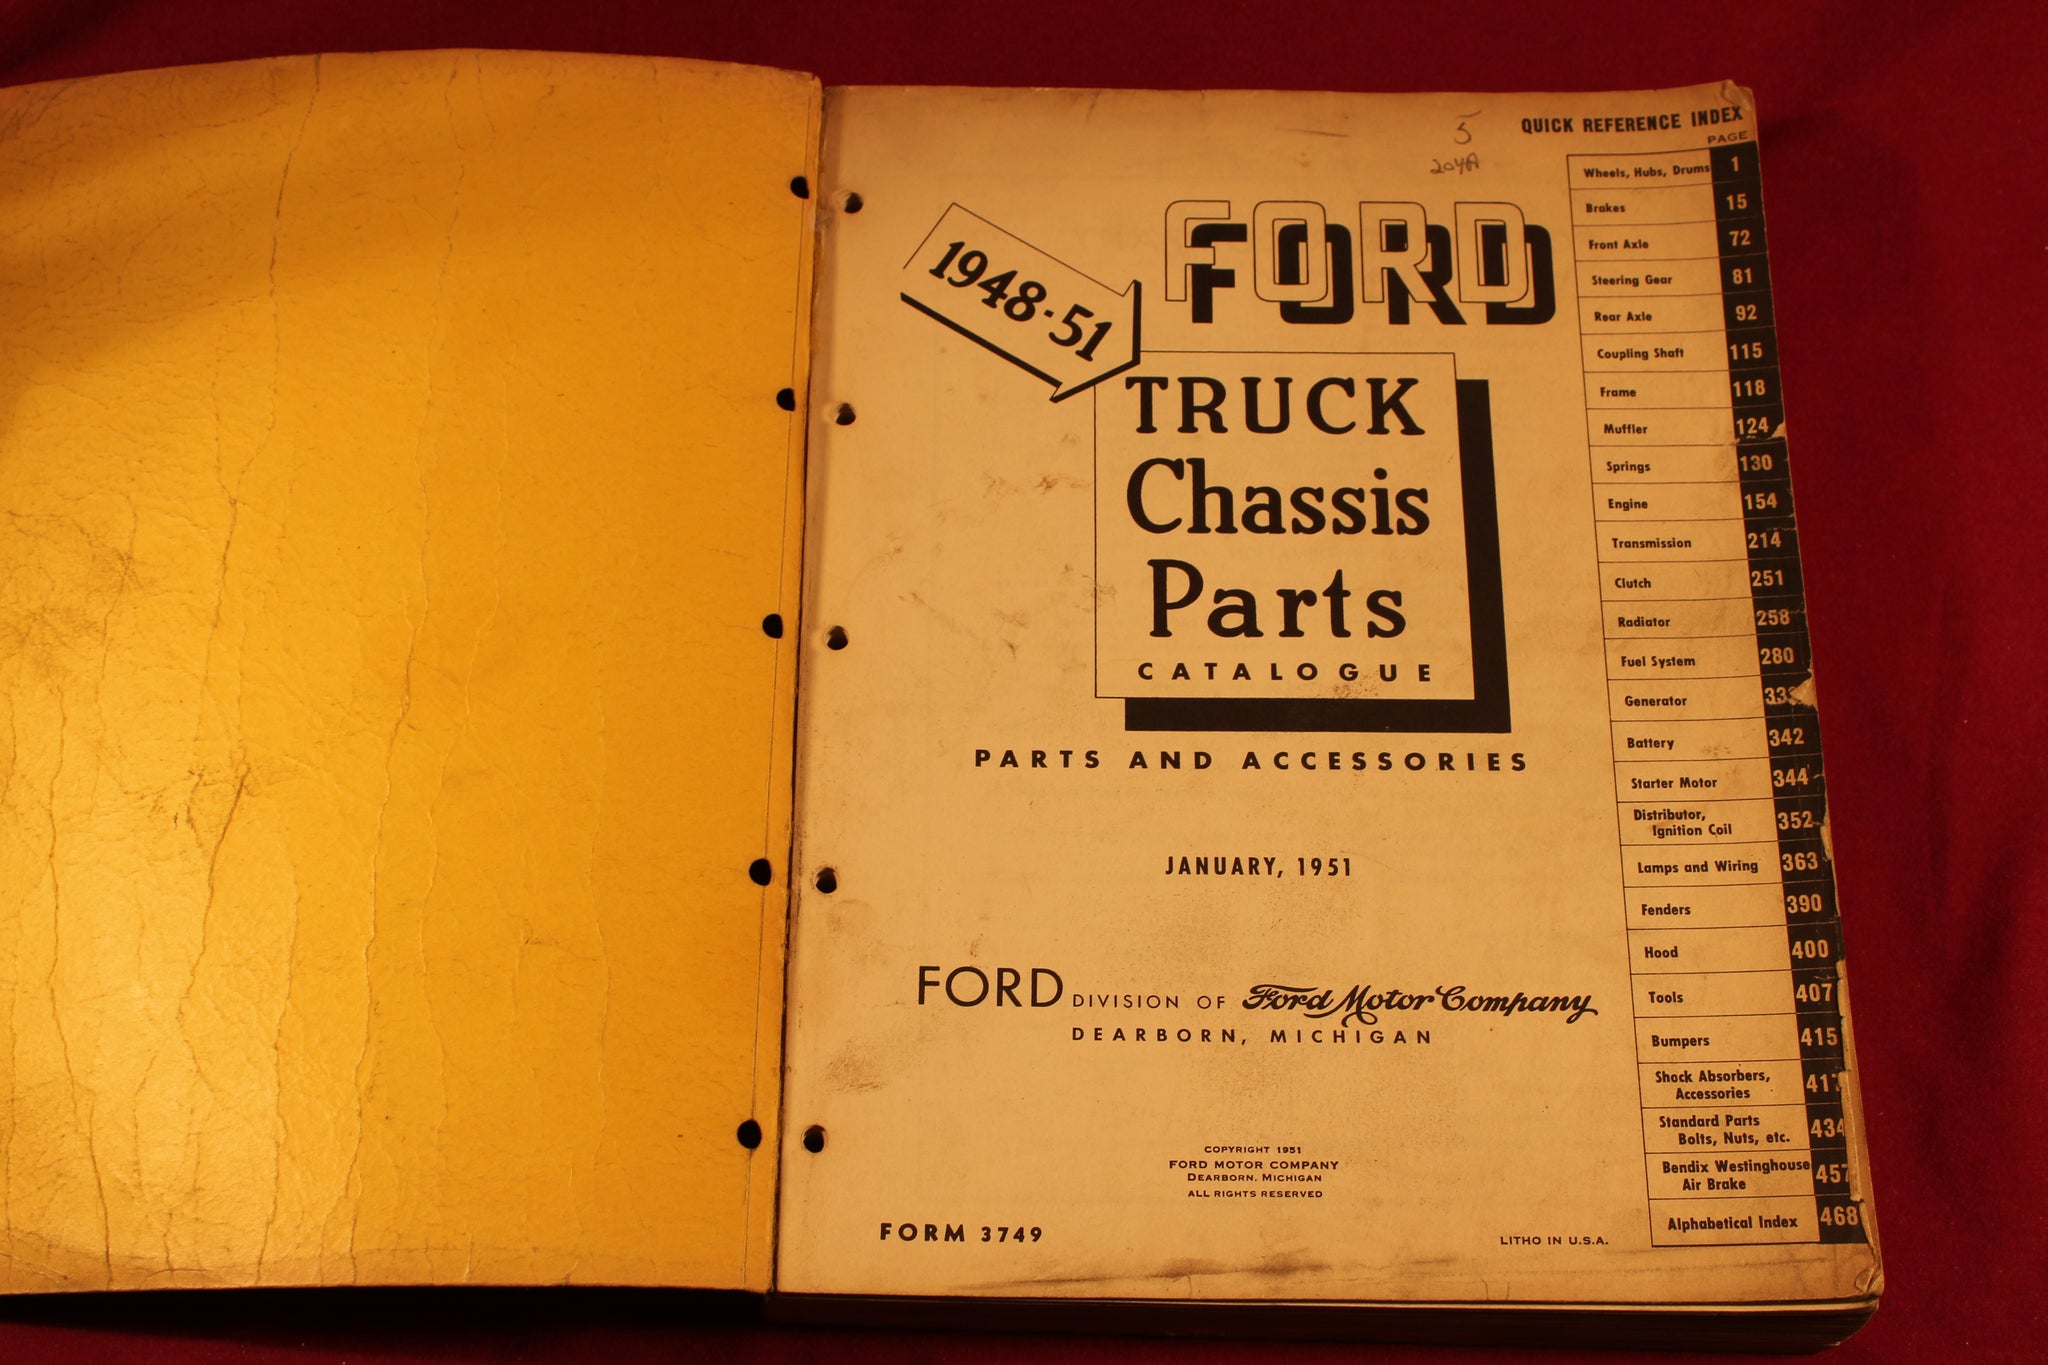 5
204A
QUICK REFERENCE INDEX
PAGE
Wheels, Hubs, Drums 1
Brakes 15
Front Axle 72
Steering Gear 81
Rear Axle 92
Coupling Shaft 115
Frame 118
Muffler 124
Springs 130
Engine 154
Transmission 214
Clutch 251
Radiator 258
Fuel System 280
Generator
Battery 342
Starter Motor 344
Distributor,
Ignition Coil 352
Lamps and Wiring 363
Fenders 390
Hood 400
Tools 407
Bumpers 415
Shock Absorbers,
Accessories 417
Standard Parts
Bolts, Nuts, etc. 434
Bendix Westinghouse
Air Brake 457
Alphabetical Index 468
1948-51
FORD
TRUCK
Chassis
Parts
CATALOGUE
PARTS AND ACCESSORIES
JANUARY, 1951
FORD DIVISION OF Ford Motor Company
DEARBORN, MICHIGAN
COPYRIGHT 1951
FORD MOTOR COMPANY
DEARBORN, MICHIGAN
ALL RIGHTS RESERVED
FORM 3749
LITHO IN U.S.A.